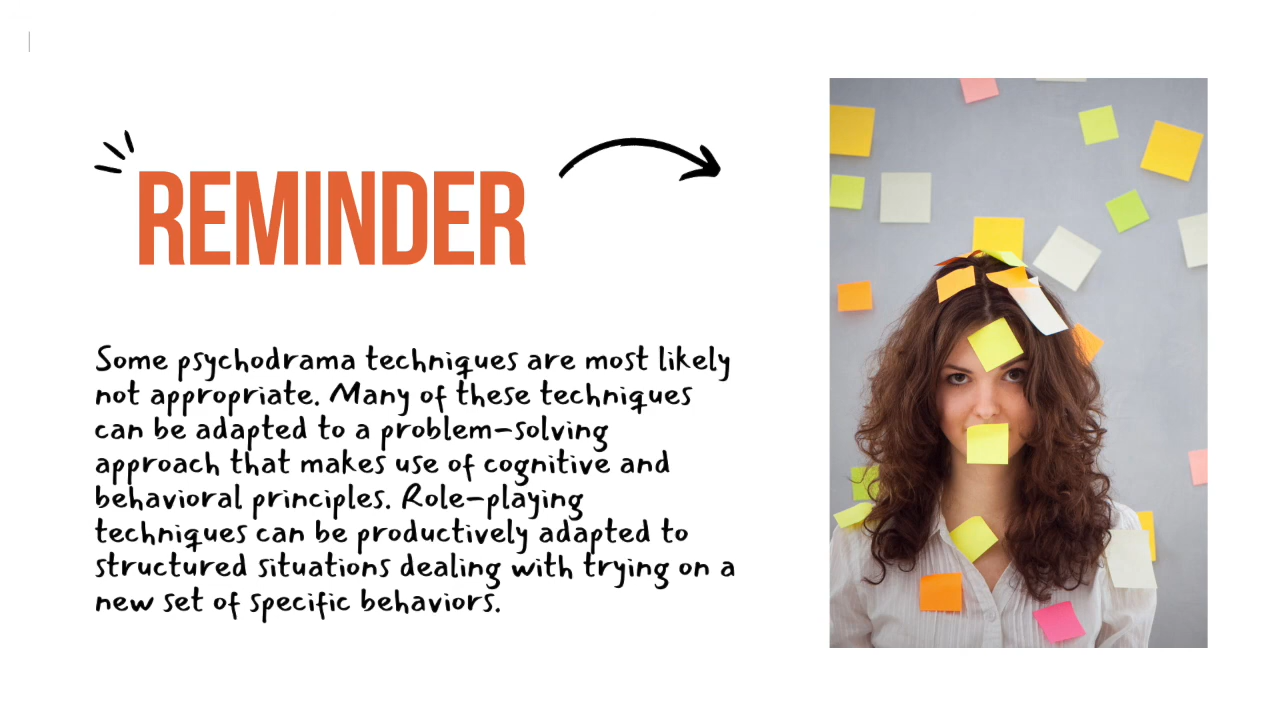 REMINDER
Some psychodrama techniques are most likely
not appropriate. Many of these techniques
can be adapted to a problem-solving
approach that makes use of cognitive and
behavioral principles. Role-playing
techniques can be productively adapted to
structured situations dealing with trying on a
new set of specific behaviors.